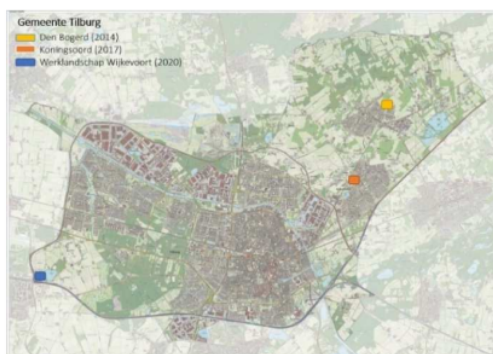 Gemeente Tilburg
Den Bogerd (2014)
Koningsoord (2017)
Werklandschap Wijkevoort (2020)